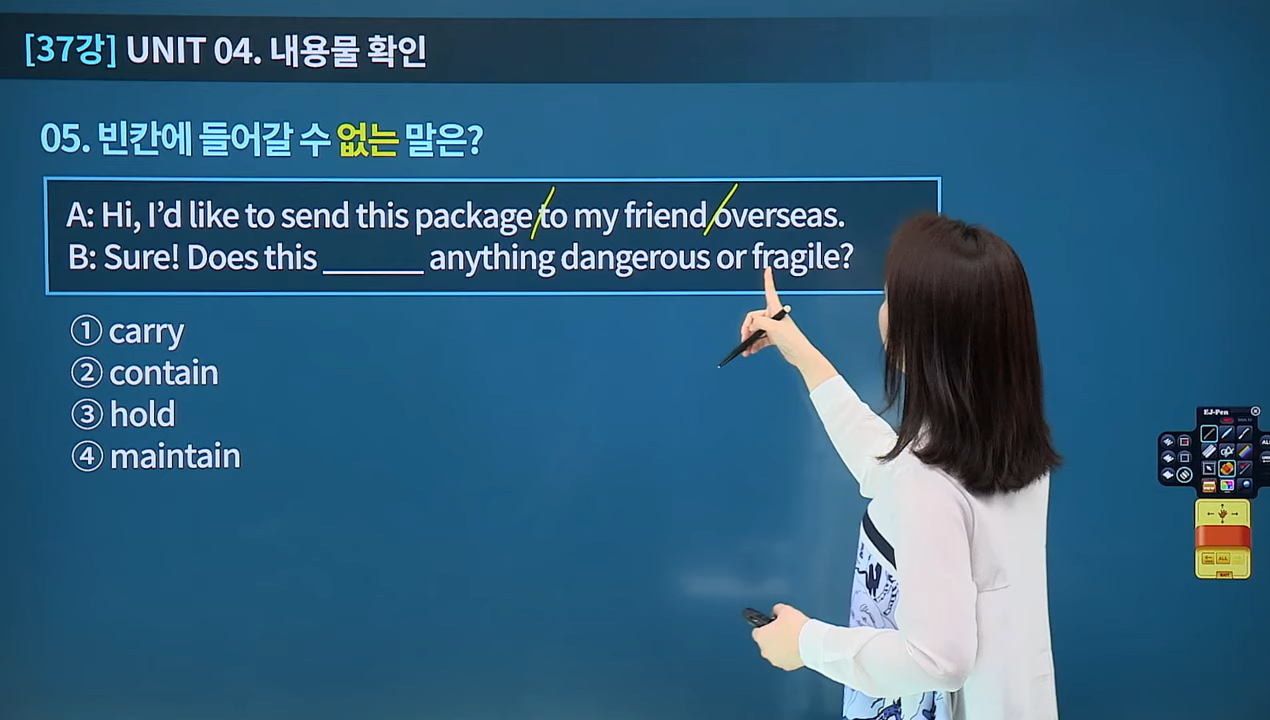 [37강] UNIT 04. 내용물 확인
05. 빈칸에 들어갈 수 없는 말은?
A: Hi, I'd like to send this package to my friend overseas.
B: Sure! Does this ______ anything dangerous or fragile?
① carry
② contain
③ hold
④ maintain
EJ-Pen